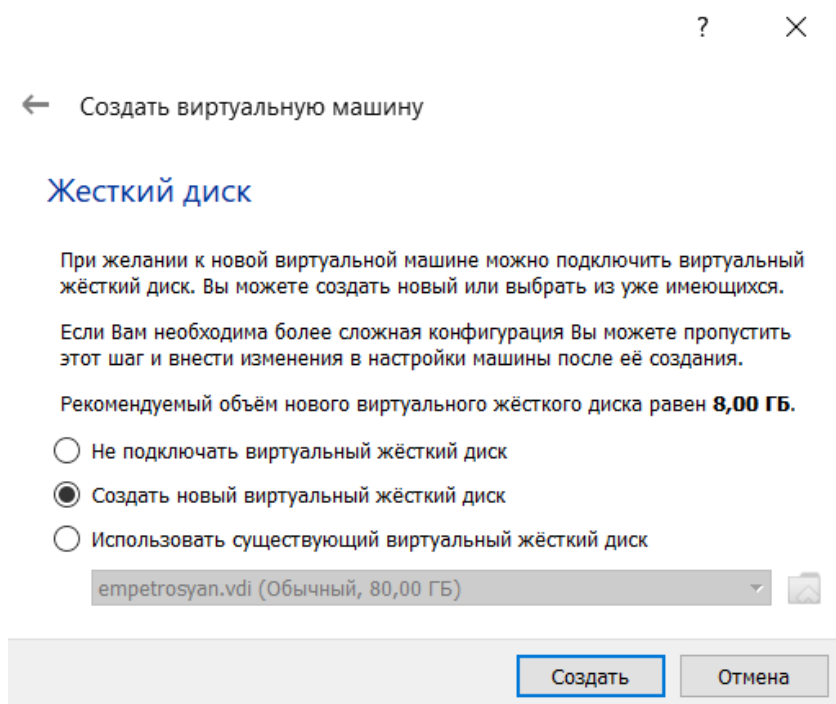 ?
Создать виртуальную машину
Жесткий диск
При желании к новой виртуальной машине можно подключить виртуальный
жёсткий диск. Вы можете создать новый или выбрать из уже имеющихся.
Если Вам необходима более сложная конфигурация Вы можете пропустить
этот шаг и внести изменения в настройки машины после её создания.
Рекомендуемый объём нового виртуального жёсткого диска равен 8,00 ГБ.
Не подключать виртуальный жёсткий диск
Создать новый виртуальный жёсткий диск
Использовать существующий виртуальный жёсткий диск
empetrosyan.vdi (Обычный, 80,00 ГБ)
Создать Отмена